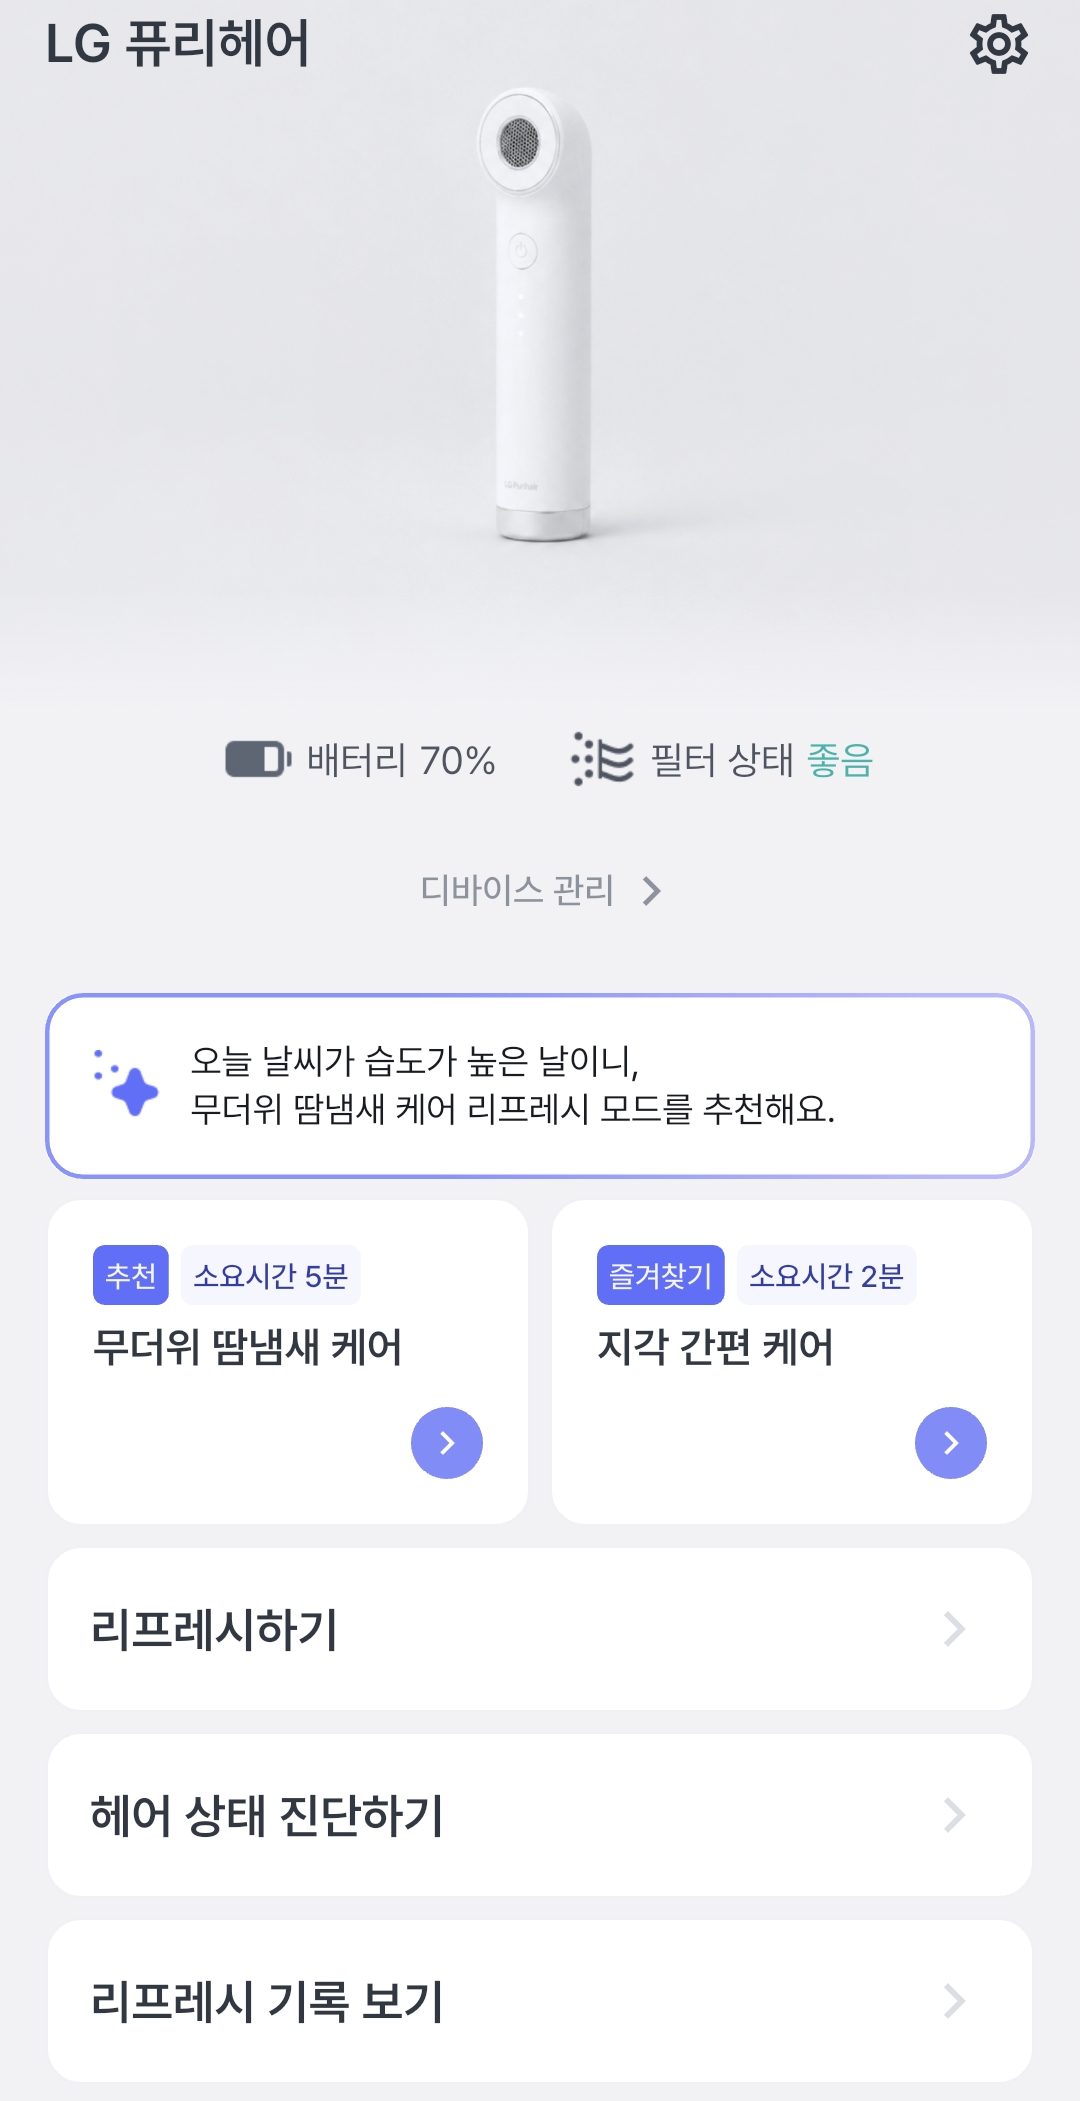 LG 퓨리헤어
LG Purihair
배터리 70%
필터 상태 좋음
디바이스 관리
오늘 날씨가 습도가 높은 날이니,
무더위 땀냄새 케어 리프레시 모드를 추천해요.
추천 소요시간 5분
무더위 땀냄새 케어
즐겨찾기 소요시간 2분
지각 간편 케어
리프레시하기
헤어 상태 진단하기
리프레시 기록 보기